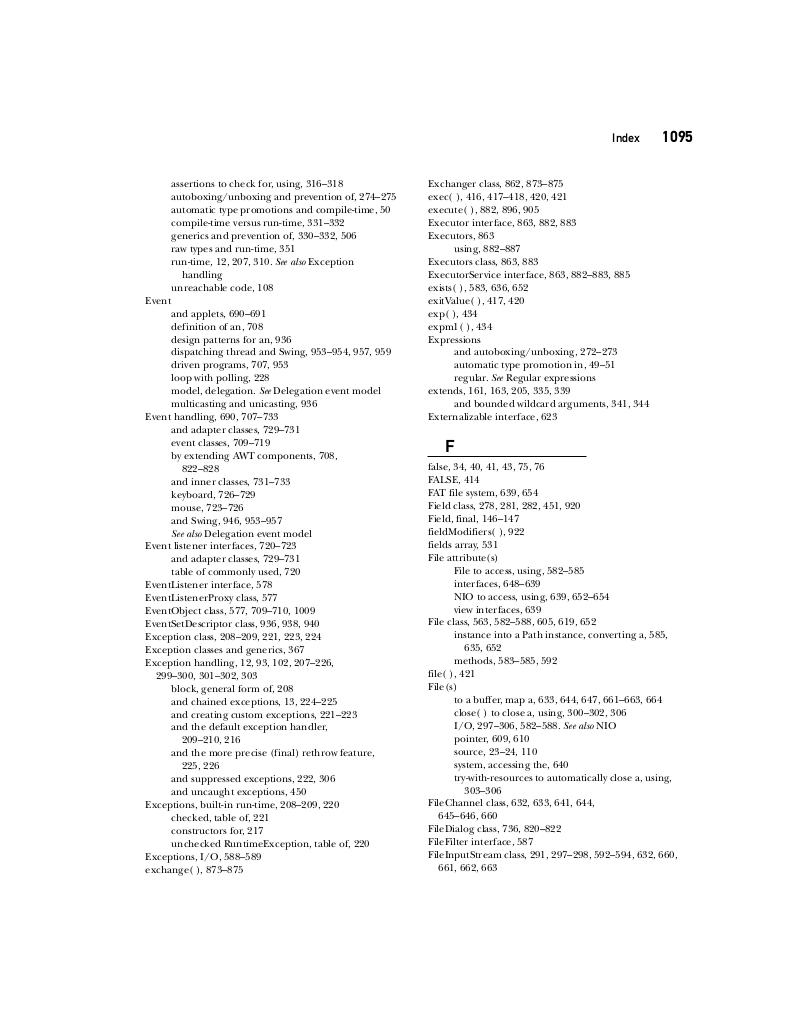 Index 1095
assertions to check for, using, 316–318
autoboxing/unboxing and prevention of, 274–275
automatic type promotions and compile-time, 50
compile-time versus run-time, 331–332
generics and prevention of, 330–332, 506
raw types and run-time, 351
run-time, 12, 207, 310. See also Exception
handling
unreachable code, 108
Event
and applets, 690–691
definition of an, 708
design patterns for an, 936
dispatching thread and Swing, 953–954, 957, 959
driven programs, 707, 953
loop with polling, 228
model, delegation. See Delegation event model
multicasting and unicasting, 936
Event handling, 690, 707–733
and adapter classes, 729–731
event classes, 709–719
by extending AWT components, 708,
822–828
and inner classes, 731–733
keyboard, 726–729
mouse, 723–726
and Swing, 946, 953–957
See also Delegation event model
Event listener interfaces, 720–723
and adapter classes, 729–731
table of commonly used, 720
EventListener interface, 578
EventListenerProxy class, 577
EventObject class, 577, 709–710, 1009
EventSetDescriptor class, 936, 938, 940
Exception class, 208–209, 221, 223, 224
Exception classes and generics, 367
Exception handling, 12, 93, 102, 207–226,
299–300, 301–302, 303
block, general form of, 208
and chained exceptions, 13, 224–225
and creating custom exceptions, 221–223
and the default exception handler,
209–210, 216
and the more precise (final) rethrow feature,
225, 226
and suppressed exceptions, 222, 306
and uncaught exceptions, 450
Exceptions, built-in run-time, 208–209, 220
checked, table of, 221
constructors for, 217
unchecked RuntimeException, table of, 220
Exceptions, I/O, 588–589
exchange( ), 873–875
Exchanger class, 862, 873–875
exec( ), 416, 417–418, 420, 421
execute( ), 882, 896, 905
Executor interface, 863, 882, 883
Executors, 863
using, 882–887
Executors class, 863, 883
ExecutorService interface, 863, 882–883, 885
exists( ), 583, 636, 652
exitValue( ), 417, 420
exp( ), 434
expm1 ( ), 434
Expressions
and autoboxing/unboxing, 272–273
automatic type promotion in, 49–51
regular. See Regular expressions
extends, 161, 163, 205, 335, 339
and bounded wildcard arguments, 341, 344
Externalizable interface, 623
F
false, 34, 40, 41, 43, 75, 76
FALSE, 414
FAT file system, 639, 654
Field class, 278, 281, 282, 451, 920
Field, final, 146–147
fieldModifiers( ), 922
fields array, 531
File attribute(s)
File to access, using, 582–585
interfaces, 648–639
NIO to access, using, 639, 652–654
view interfaces, 639
File class, 563, 582–588, 605, 619, 652
instance into a Path instance, converting a, 585,
635, 652
methods, 583–585, 592
file( ), 421
File(s)
to a buffer, map a, 633, 644, 647, 661–663, 664
close( ) to close a, using, 300–302, 306
I/O, 297–306, 582–588. See also NIO
pointer, 609, 610
source, 23–24, 110
system, accessing the, 640
try-with-resources to automatically close a, using,
303–306
FileChannel class, 632, 633, 641, 644,
645–646, 660
FileDialog class, 736, 820–822
FileFilter interface, 587
FileInputStream class, 291, 297–298, 592–594, 632, 660,
661, 662, 663